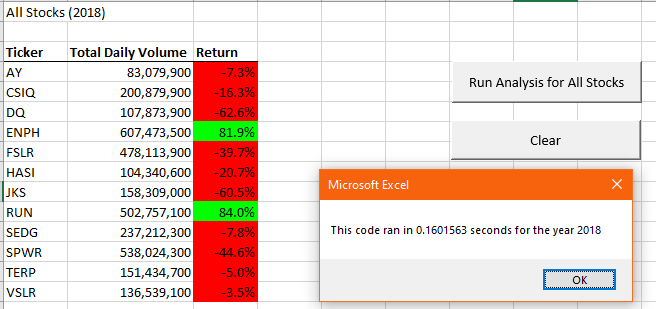 All Stocks (2018)
Ticker Total Daily Volume Return
AY 83,079,900 -7.3%
CSIQ 200,879,900 -16.3%
DQ 107,873,900 -62.6%
ENPH 607,473,500 81.9%
FSLR 478,113,900 -39.7%
HASI 104,340,600 -20.7%
JKS 158,309,000 -60.5%
RUN 502,757,100 84.0%
SEDG 237,212,300 -7.8%
SPWR 538,024,300 -44.6%
TERP 151,434,700 -5.0%
VSLR 136,539,100 -3.5%
Run Analysis for All Stocks
Clear
Microsoft Excel
This code ran in 0.1601563 seconds for the year 2018
OK